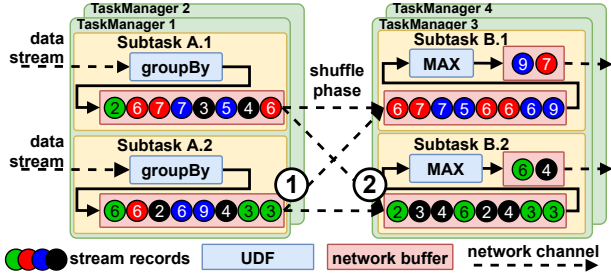 TaskManager 2
TaskManager 1
TaskManager 4
TaskManager 3
data
stream
Subtask A.1
groupBy
2 6 7 7 3 5 4 6
shuffle
phase
Subtask B.1
MAX
9 7
6 7 7 5 6 6 6 9
data
stream
Subtask A.2
groupBy
6 6 2 6 9 4 3 3
1
2
Subtask B.2
MAX
6 4
2 3 4 6 2 4 3 3
stream records
UDF
network buffer
network channel